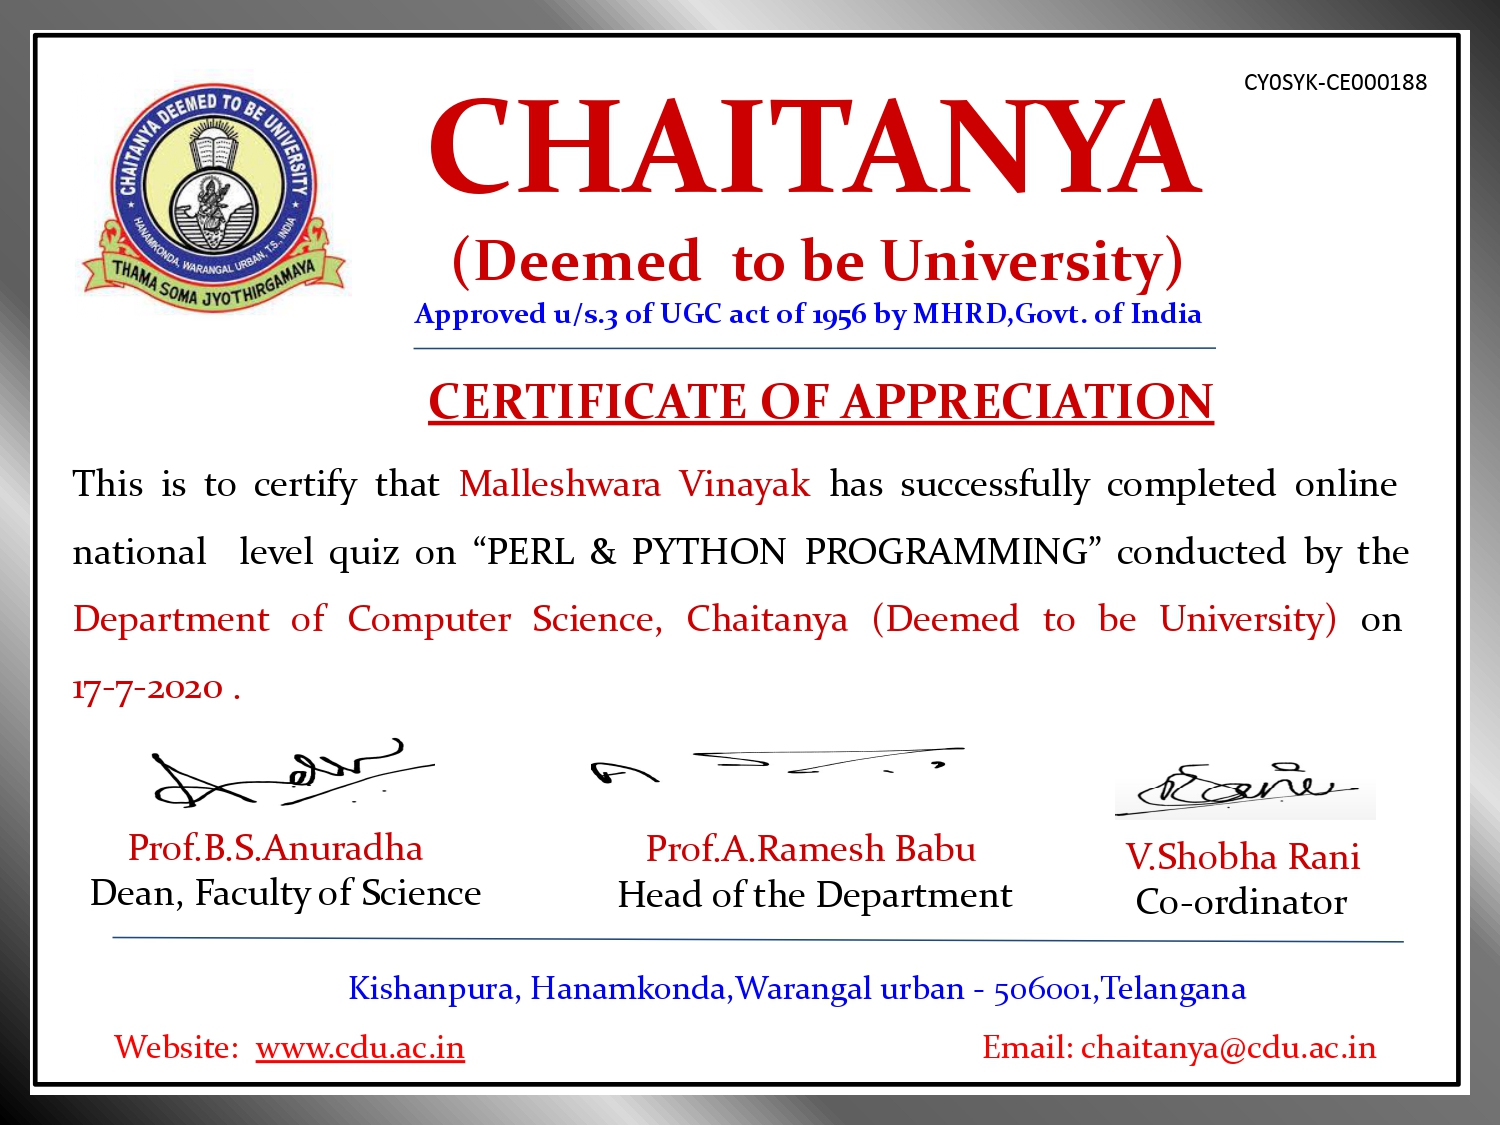 CY0SYK-CE000188
CHAITANYA DEEMED TO BE UNIVERSITY
HANAMKONDA, WARANGAL URBAN, T.S., INDIA
THAMA SOMA JYOTHIRGAMAYA
CHAITANYA
(Deemed to be University)
Approved u/s.3 of UGC act of 1956 by MHRD,Govt. of India
CERTIFICATE OF APPRECIATION
This is to certify that Malleshwara Vinayak has successfully completed online
national level quiz on “PERL & PYTHON PROGRAMMING” conducted by the
Department of Computer Science, Chaitanya (Deemed to be University) on
17-7-2020 .
Prof.B.S.Anuradha
Dean, Faculty of Science
Prof.A.Ramesh Babu
Head of the Department
V.Shobha Rani
Co-ordinator
Kishanpura, Hanamkonda,Warangal urban - 506001,Telangana
Website: www.cdu.ac.in
Email: chaitanya@cdu.ac.in